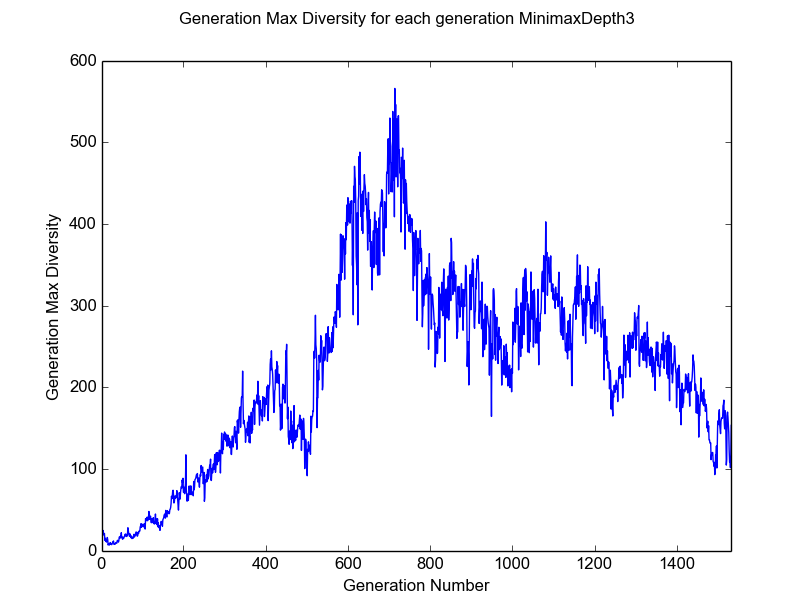 Generation Max Diversity for each generation MinimaxDepth3
600
500
400
300
200
100
0
Generation Max Diversity
0 200 400 600 800 1000 1200 1400
Generation Number